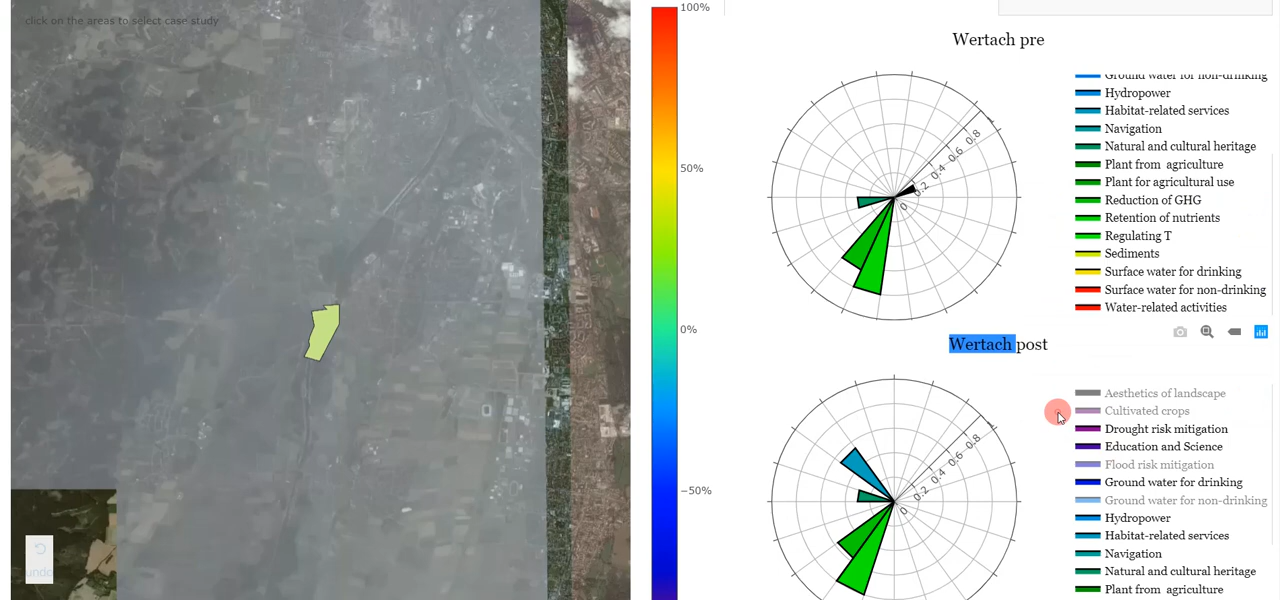 click on the areas to select case study
undo
100%
50%
0%
−50%
Wertach pre
1
0.8
0.6
0.4
0.2
0
Ground water for non-drinking
Hydropower
Habitat-related services
Navigation
Natural and cultural heritage
Plant from agriculture
Plant for agricultural use
Reduction of GHG
Retention of nutrients
Regulating T
Sediments
Surface water for drinking
Surface water for non-drinking
Water-related activities
Wertach post
1
0.8
0.6
0.4
0.2
0
Aesthetics of landscape
Cultivated crops
Drought risk mitigation
Education and Science
Flood risk mitigation
Ground water for drinking
Ground water for non-drinking
Hydropower
Habitat-related services
Navigation
Natural and cultural heritage
Plant from agriculture